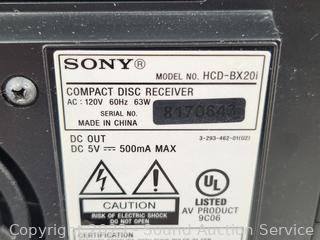 SONY®
MODEL NO. HCD-BX20i
COMPACT DISC RECEIVER
AC : 120V 60Hz 63W
SERIAL NO. 8170643
MADE IN CHINA
DC OUT
3-293-462-01(U2)
DC 5V ⎓ 500mA MAX
UL
®
LISTED
AV PRODUCT
9C06
CAUTION
RISK OF ELECTRIC SHOCK
DO NOT OPEN
CERTIFICATION
Sound Auction Service